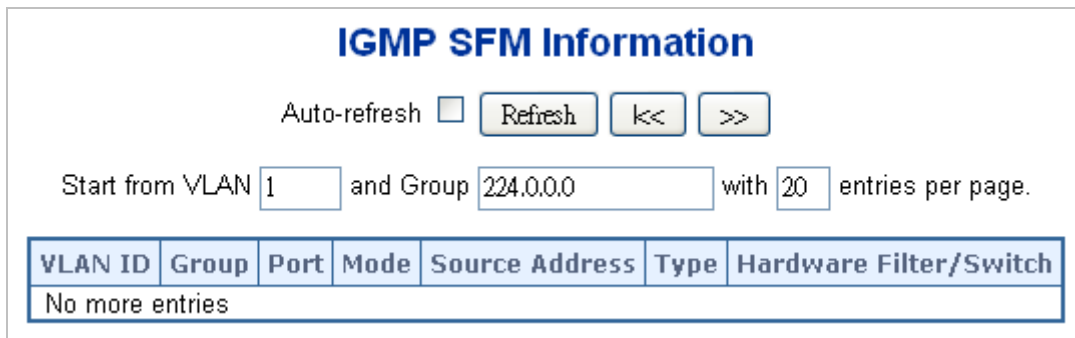 IGMP SFM Information
Auto-refresh Refresh |<< >>
Start from VLAN 1 and Group 224.0.0.0 with 20 entries per page.
VLAN ID Group Port Mode Source Address Type Hardware Filter/Switch
No more entries